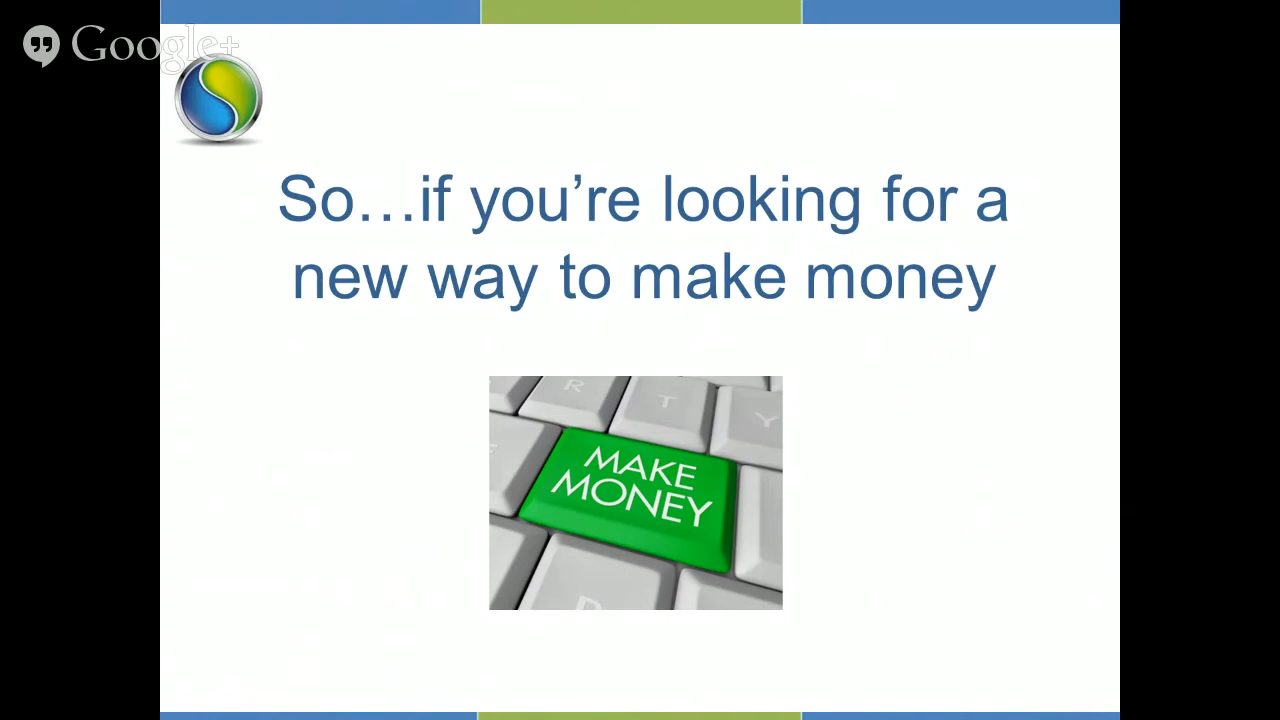 Google+
So…if you’re looking for a
new way to make money
R
T
Y
MAKE
MONEY